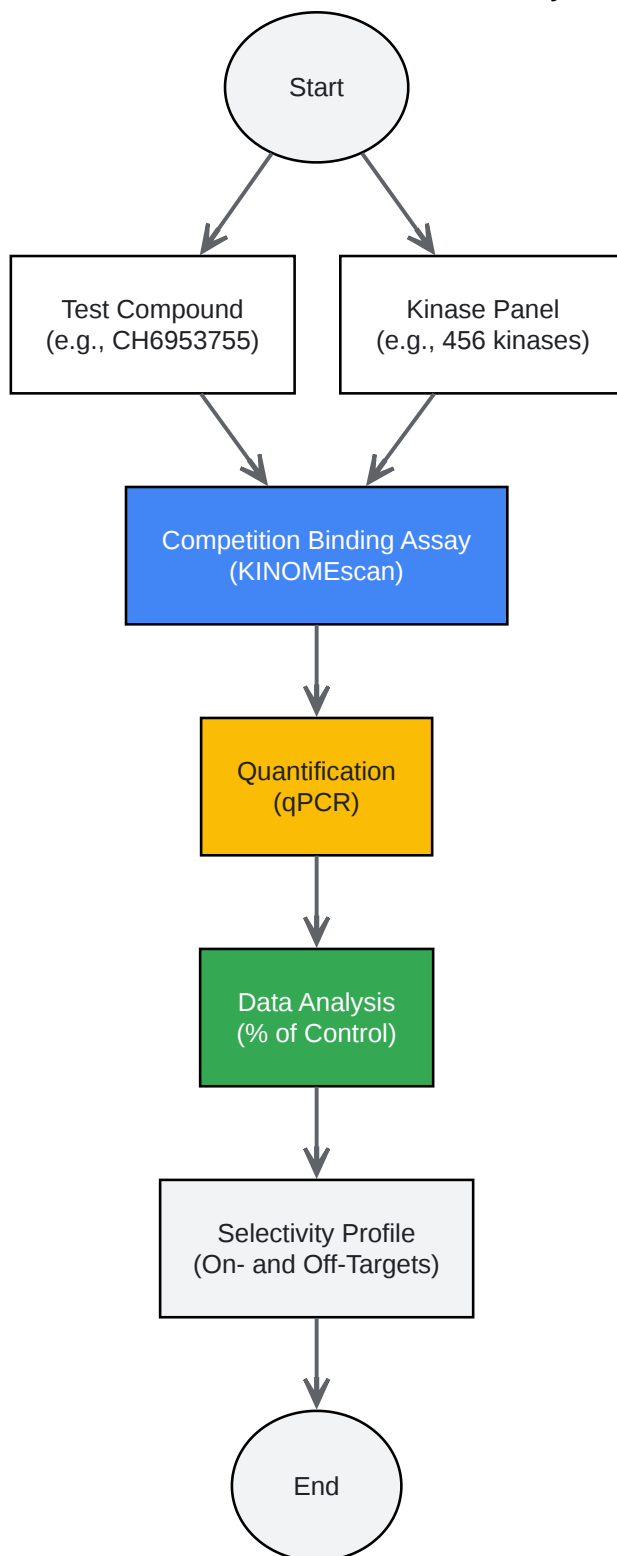 Start
Test Compound
(e.g., CH6953755)
Kinase Panel
(e.g., 456 kinases)
Competition Binding Assay
(KINOMEscan)
Quantification
(qPCR)
Data Analysis
(% of Control)
Selectivity Profile
(On- and Off-Targets)
End